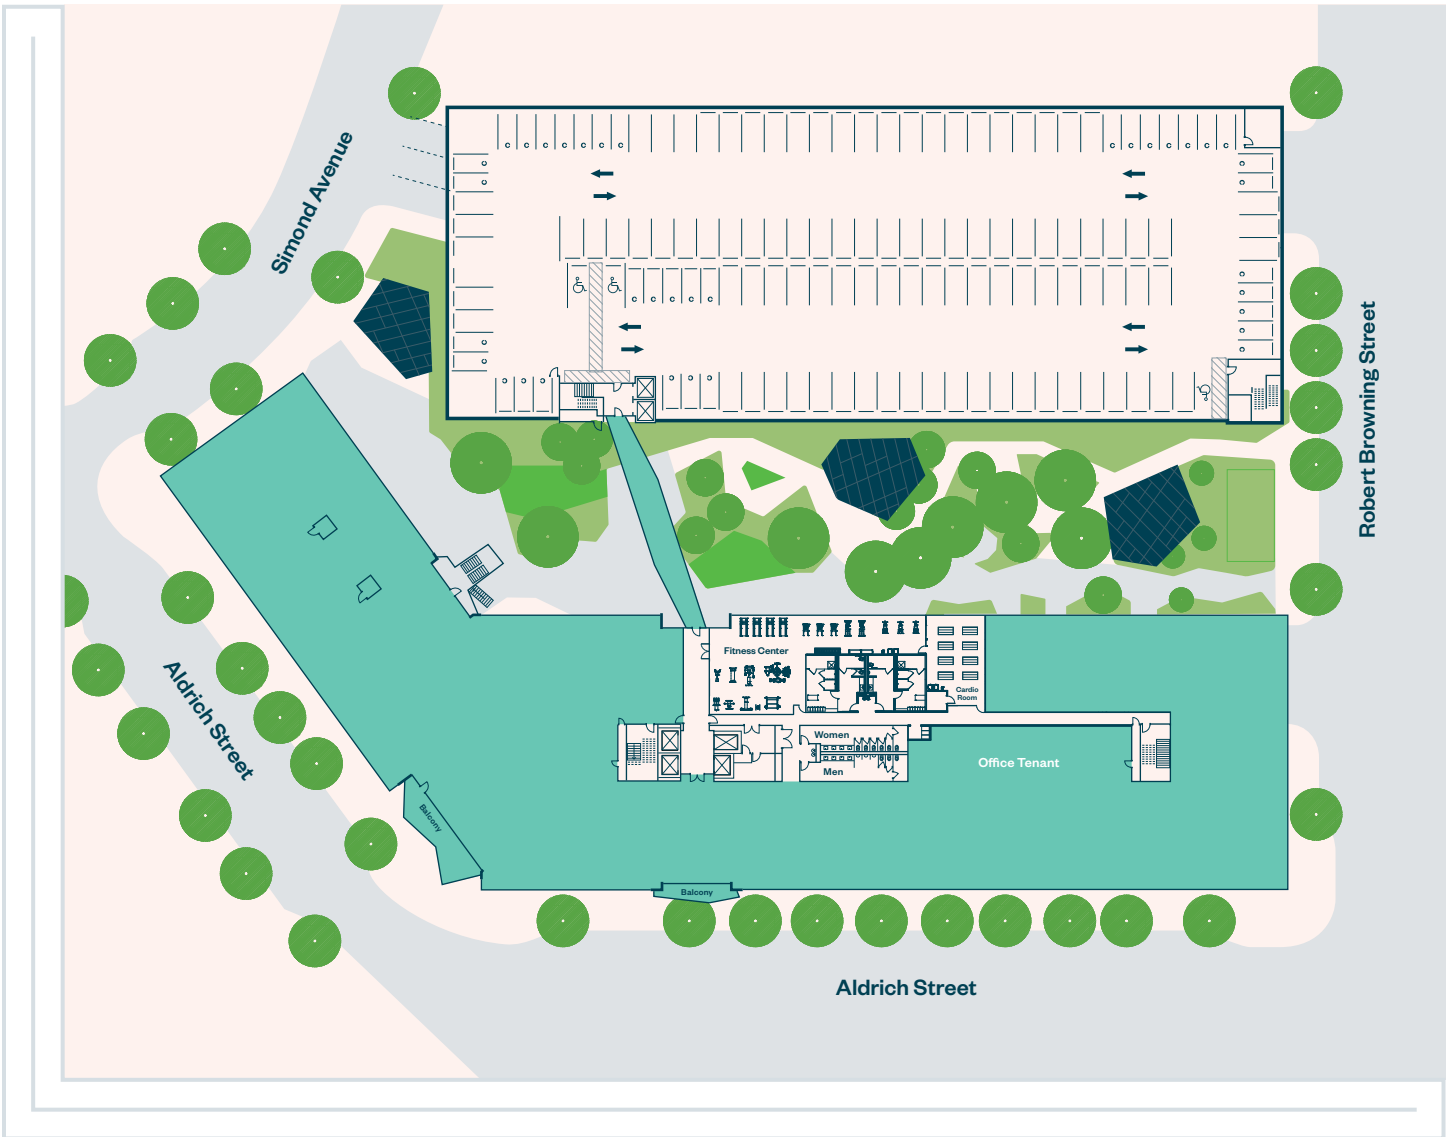 Simond Avenue
Robert Browning Street
Fitness Center
Cardio
Room
Women
Men
Office Tenant
Aldrich Street
Balcony
Balcony
Aldrich Street